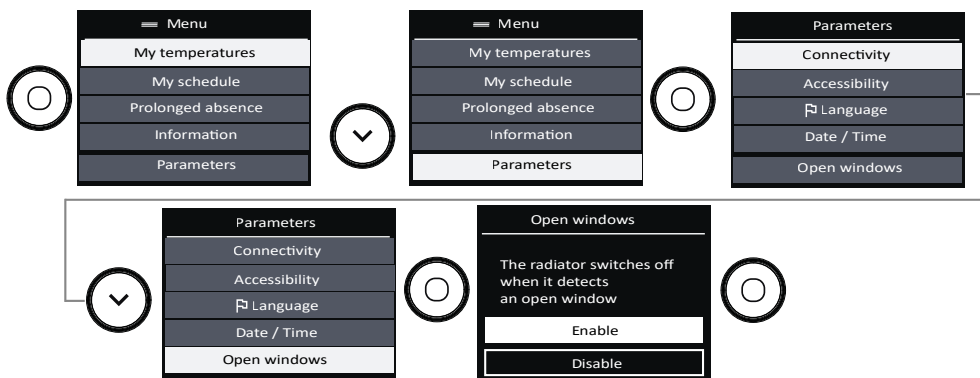 Menu
My temperatures
My schedule
Prolonged absence
Information
Parameters
Menu
My temperatures
My schedule
Prolonged absence
Information
Parameters
Parameters
Connectivity
Accessibility
Language
Date / Time
Open windows
Parameters
Connectivity
Accessibility
Language
Date / Time
Open windows
Open windows
The radiator switches off
when it detects
an open window
Enable
Disable